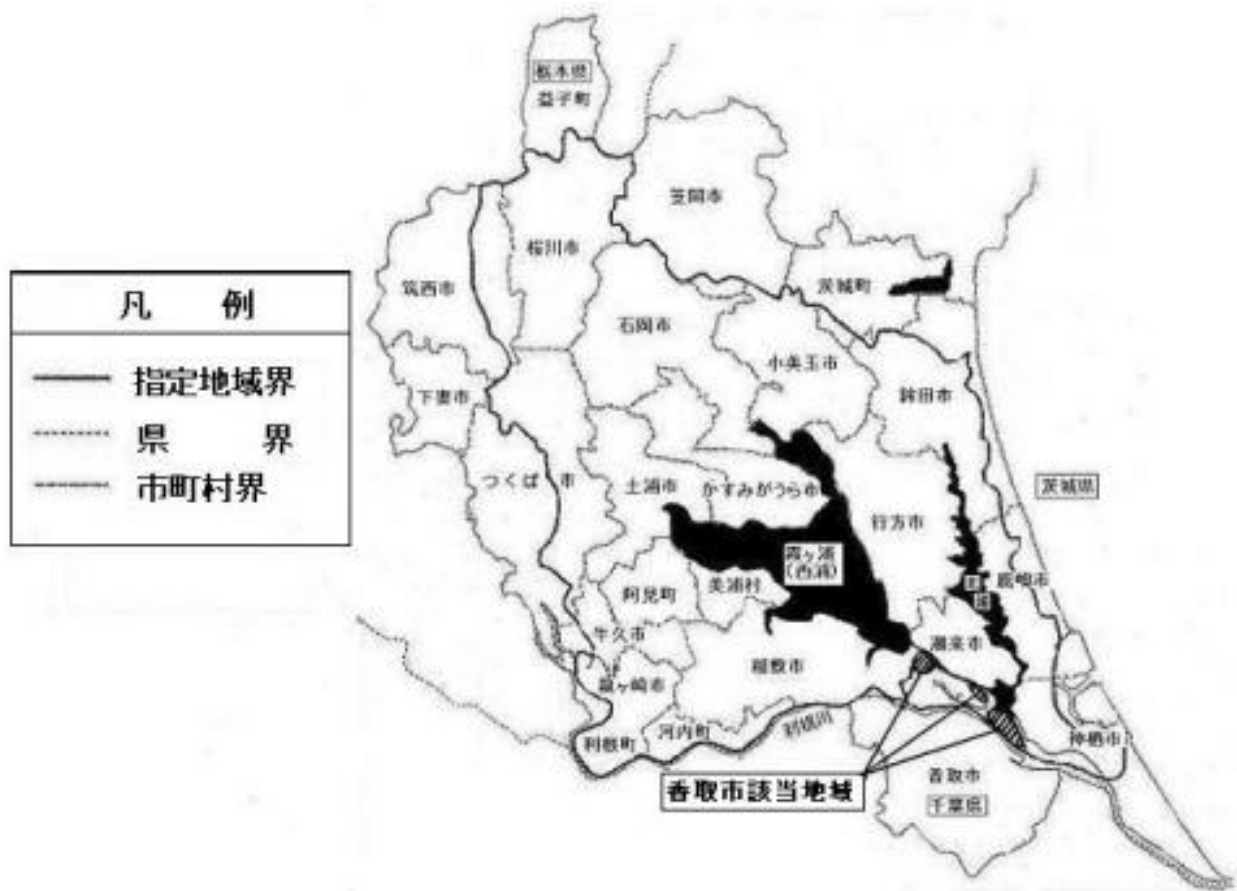 栃木県
益子町
笠間市
桜川市
茨城町
筑西市
石岡市
小美玉市
下妻市
鉾田市
つくば市
土浦市
かすみがうら市
茨城県
行方市
霞ヶ浦
(西浦)
阿見町
美浦村
鹿嶋市
牛久市
潮来市
稲敷市
龍ヶ崎市
河内町
利根川
利根町
神栖市
香取市該当地域
香取市
千葉県
凡 例
指定地域界
県 界
市町村界